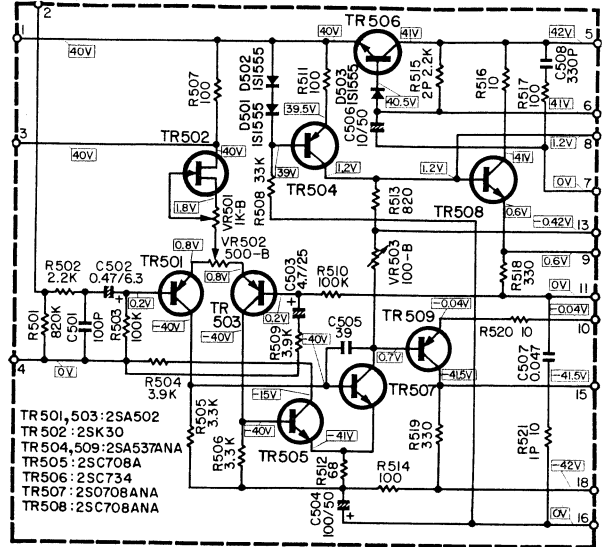 2
TR506
1
40V
40V
41V
42V
5
R507
100
D502
1S1555
D501
1S1555
R511
100
D503
1S1555
R515
2P 2.2K
R516
10
C508
330P
R517
100
39.5V
40.5V
C506
10/50
41V
6
TR502
3
40V
40V
39V
1.2V
1.2V
1.2V
8
TR504
41V
0V
7
1.8V
VR501
1K-B
R508 33K
R513
820
TR508
0.6V
-0.42V
13
0.8V
VR502
500-B
VR503
100-B
0.6V
9
TR501
0.8V
R518
330
R502
2.2K
C502
0.47/6.3
C503
4.7/25
R510
100K
0V
11
R501
820K
C501
100P
R503
100K
0.2V
TR
503
0.2V
TR509
-0.04V
-0.04V
10
-40V
-40V
R509
3.9K
-40V
C505
39
0.7V
R520 10
C507
0.047
4
0V
R504
3.9K
-15V
TR507
-41.5V
-41.5V
15
TR501,503:2SA502
TR502:2SK30
TR504,509:2SA537ANA
TR505:2SC708A
TR506:2SC734
TR507:2S0708ANA
TR508:2SC708ANA
R505
3.3K
R506
3.3K
-40V
-41V
TR505
R519
330
R521
1P 10
R512
68
R514
100
-42V
18
C504
100/50
0V
16